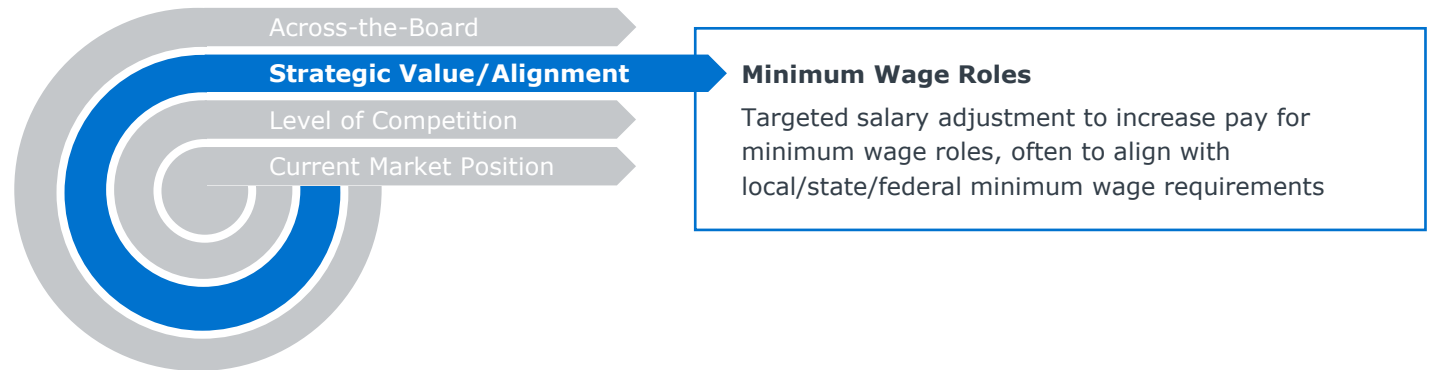 Across-the-Board
Strategic Value/Alignment
Level of Competition
Current Market Position
Minimum Wage Roles
Targeted salary adjustment to increase pay for
minimum wage roles, often to align with
local/state/federal minimum wage requirements